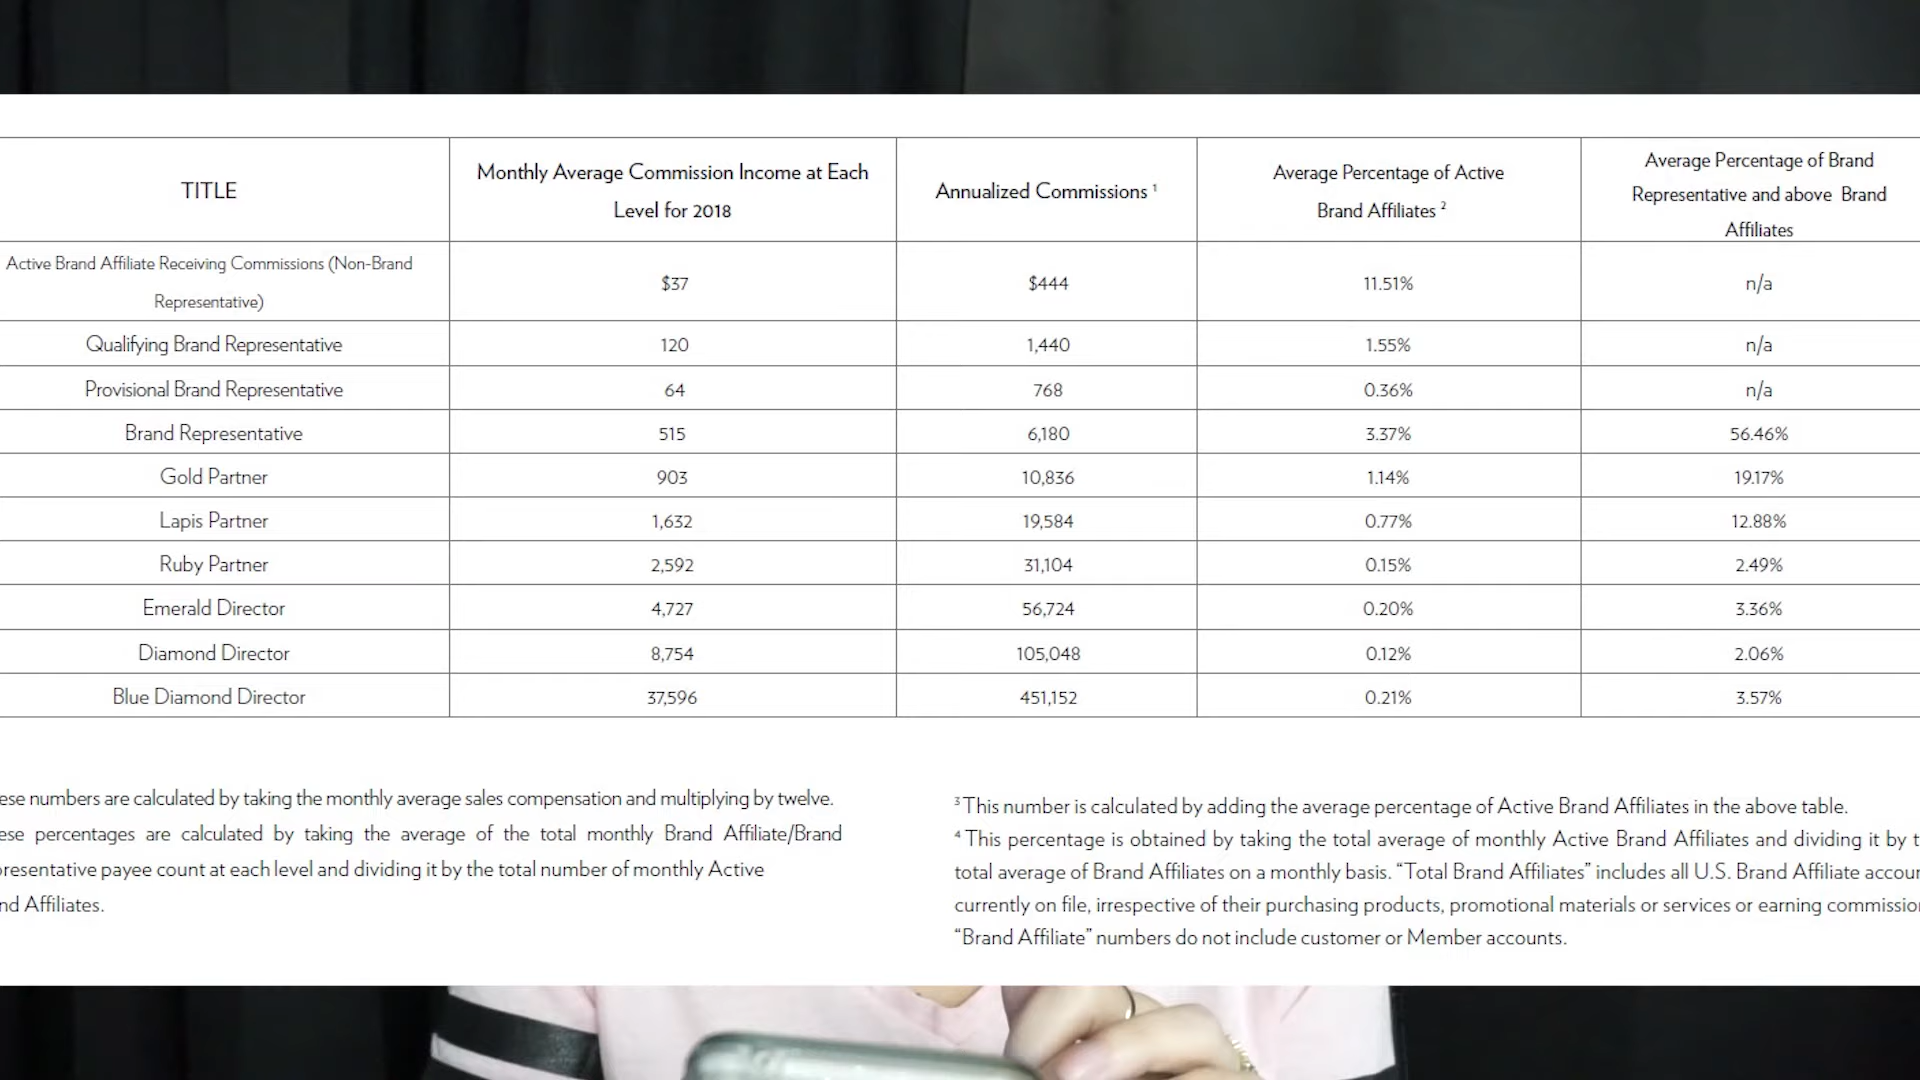 TITLE
Monthly Average Commission Income at Each
Level for 2018
Annualized Commissions ¹
Average Percentage of Active
Brand Affiliates ²
Average Percentage of Brand
Representative and above Brand
Affiliates
Active Brand Affiliate Receiving Commissions (Non-Brand
Representative)
$37
$444
11.51%
n/a
Qualifying Brand Representative
120
1,440
1.55%
n/a
Provisional Brand Representative
64
768
0.36%
n/a
Brand Representative
515
6,180
3.37%
56.46%
Gold Partner
903
10,836
1.14%
19.17%
Lapis Partner
1,632
19,584
0.77%
12.88%
Ruby Partner
2,592
31,104
0.15%
2.49%
Emerald Director
4,727
56,724
0.20%
3.36%
Diamond Director
8,754
105,048
0.12%
2.06%
Blue Diamond Director
37,596
451,152
0.21%
3.57%
ese numbers are calculated by taking the monthly average sales compensation and multiplying by twelve.
ese percentages are calculated by taking the average of the total monthly Brand Affiliate/Brand
presentative payee count at each level and dividing it by the total number of monthly Active
nd Affiliates.
³ This number is calculated by adding the average percentage of Active Brand Affiliates in the above table.
⁴ This percentage is obtained by taking the total average of monthly Active Brand Affiliates and dividing it by t
total average of Brand Affiliates on a monthly basis. “Total Brand Affiliates” includes all U.S. Brand Affiliate accoun
currently on file, irrespective of their purchasing products, promotional materials or services or earning commission
“Brand Affiliate” numbers do not include customer or Member accounts.